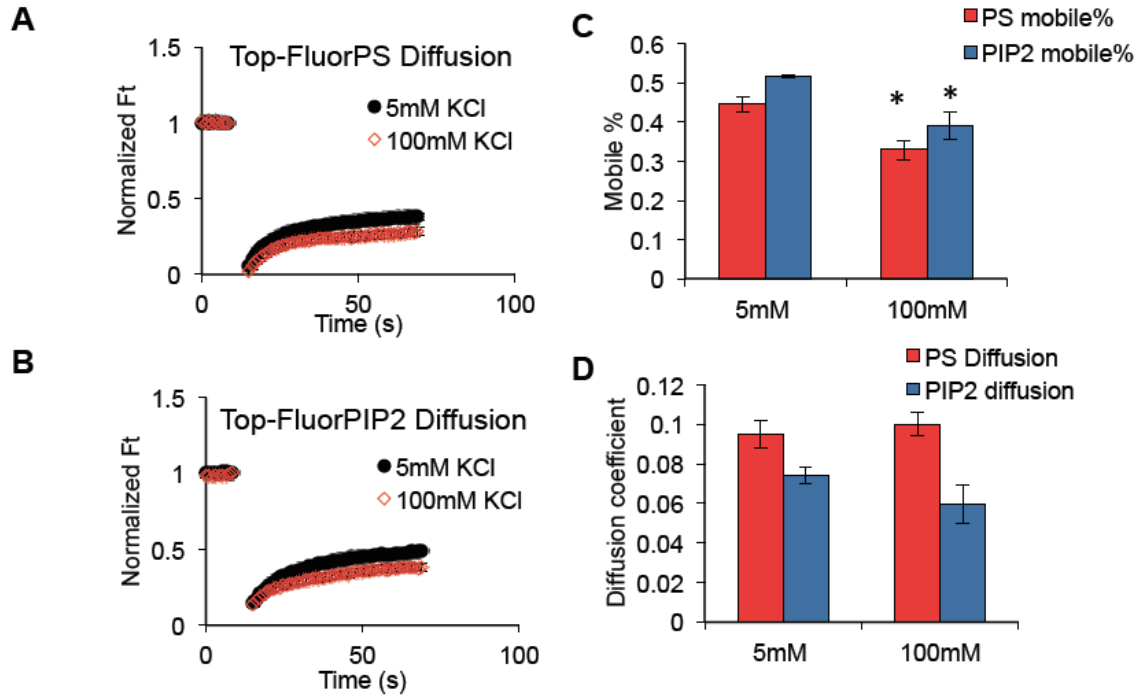 A
Top-FluorPS Diffusion
5mM KCl
100mM KCl
Normalized Ft
1.5
1
0.5
0
0
50
100
Time (s)
B
Top-FluorPIP2 Diffusion
5mM KCl
100mM KCl
Normalized Ft
1.5
1
0.5
0
0
50
100
Time (s)
C
PS mobile%
PIP2 mobile%
Mobile %
0.6
0.5
0.4
0.3
0.2
0.1
0
*
*
5mM
100mM
D
PS Diffusion
PIP2 diffusion
Diffusion coefficient
0.12
0.1
0.08
0.06
0.04
0.02
0
5mM
100mM